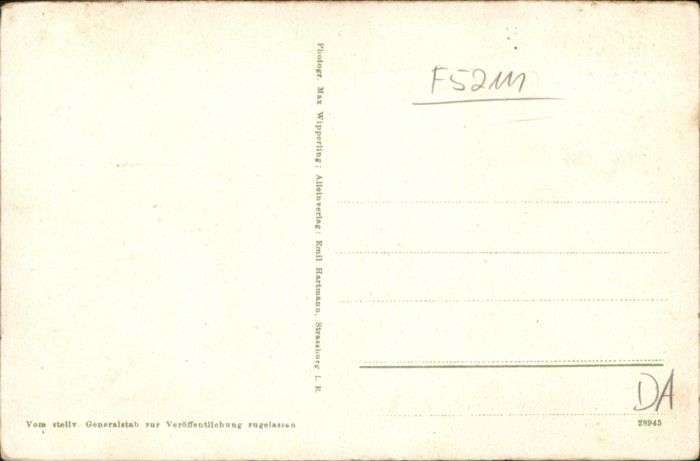 F52111
Photogr. Max Wipperling; Alleinverlag: Emil Hartmann, Strassburg i. E.
DA
Vom stellv. Generalstab zur Veröffentlichung zugelassen
28945